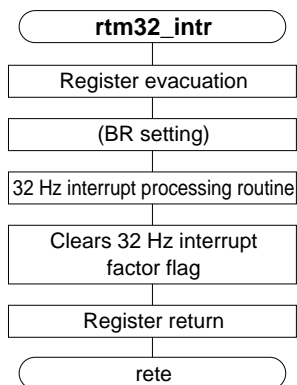 rtm32_intr
Register evacuation
(BR setting)
32 Hz interrupt processing routine
Clears 32 Hz interrupt
factor flag
Register return
rete